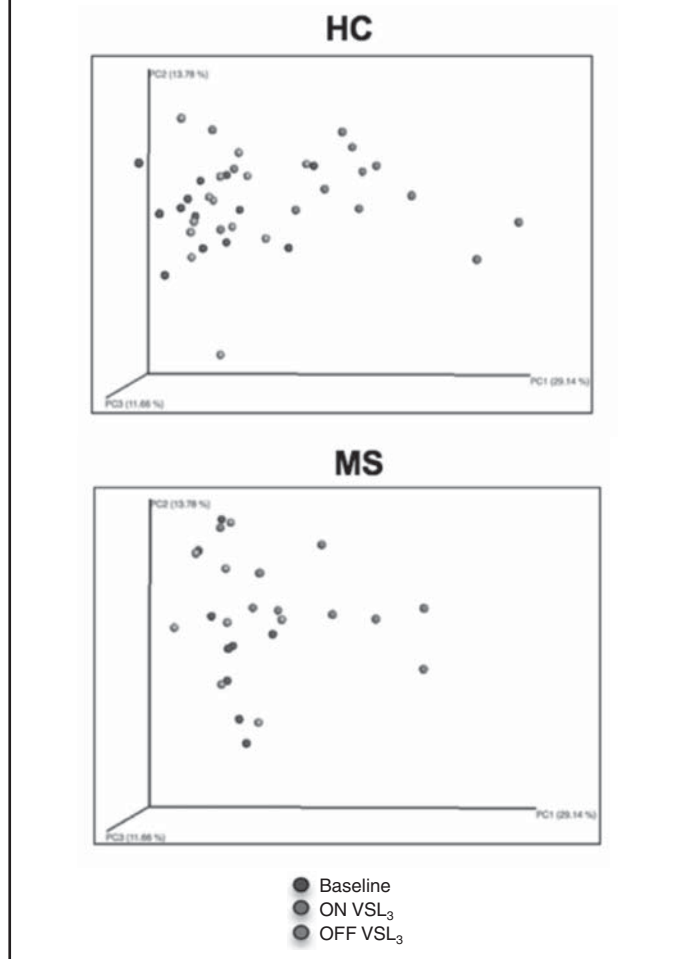 HC
PC2 (13.78 %)
PC1 (29.14 %)
PC3 (11.66 %)
MS
PC2 (13.78 %)
PC1 (29.14 %)
PC3 (11.66 %)
Baseline
ON VSL₃
OFF VSL₃